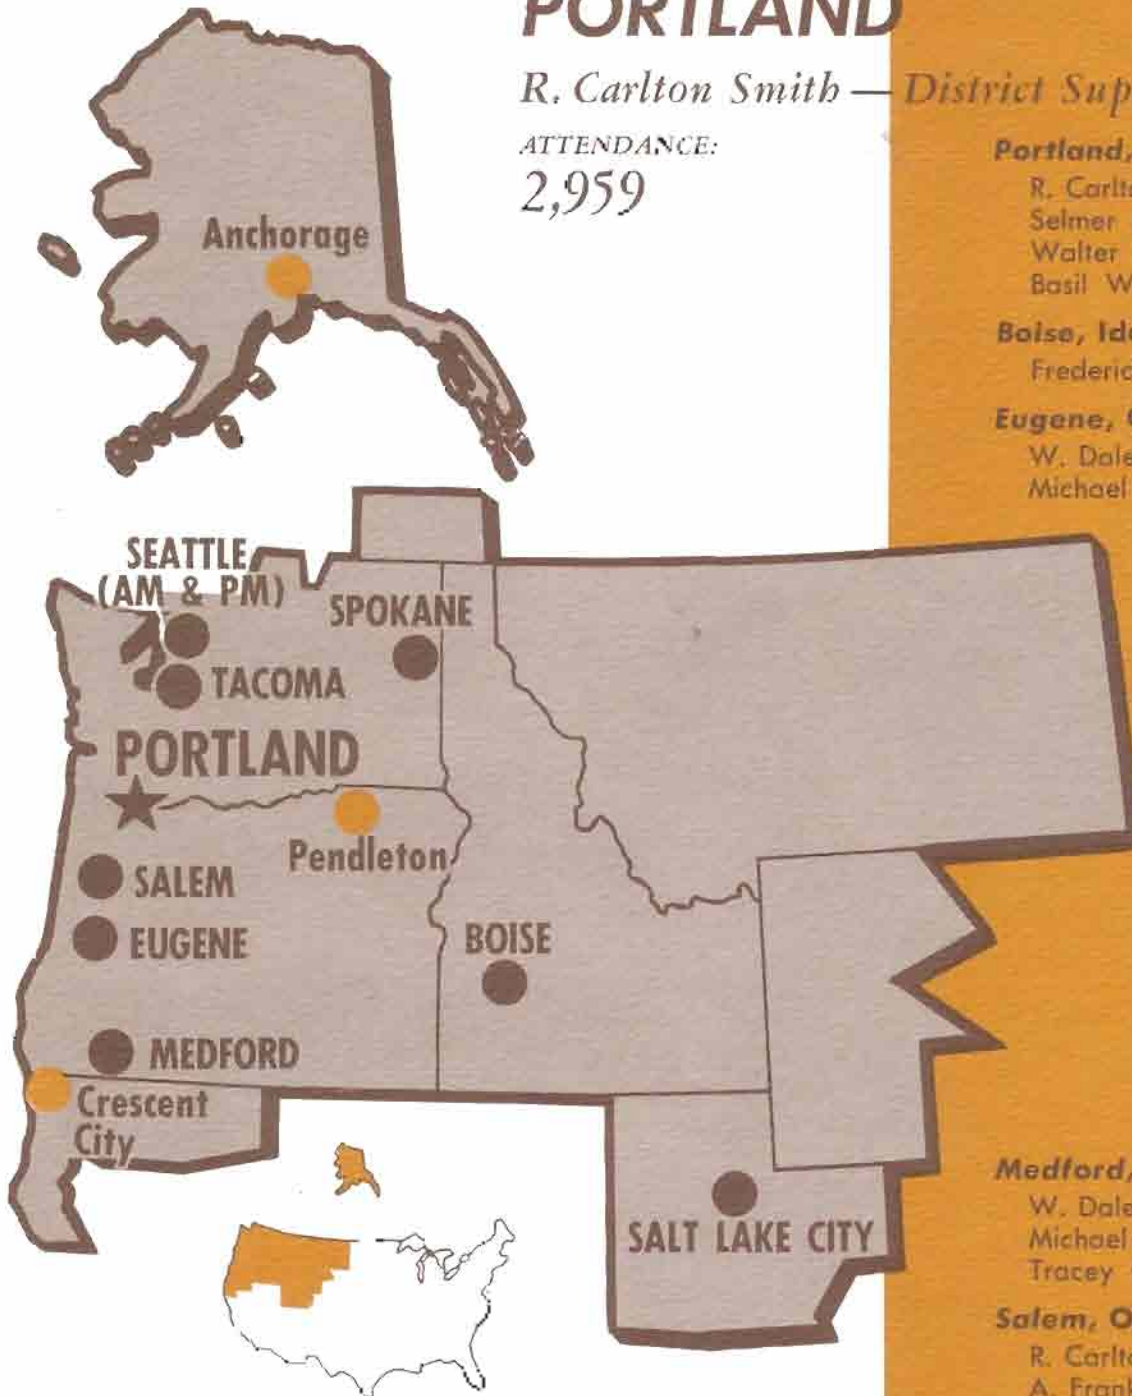 PORTLAND
R. Carlton Smith — District Sup
ATTENDANCE:
2,959
Portland,
R. Carlt
Selmer
Walter
Basil W
Boise, Id
Frederic
Eugene,
W. Dale
Michael
Anchorage
SEATTLE
(AM & PM)
SPOKANE
TACOMA
PORTLAND
Pendleton
SALEM
EUGENE
BOISE
MEDFORD
Crescent
City
SALT LAKE CITY
Medford,
W. Dale
Michael
Tracey
Salem, O
R. Carlt
A. Frank